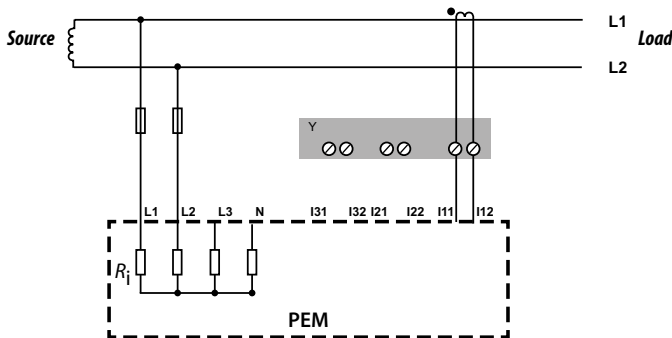 L1
Source
Load
L2
Y
L1 L2 L3 N I31 I32 I21 I22 I11 I12
Ri
PEM